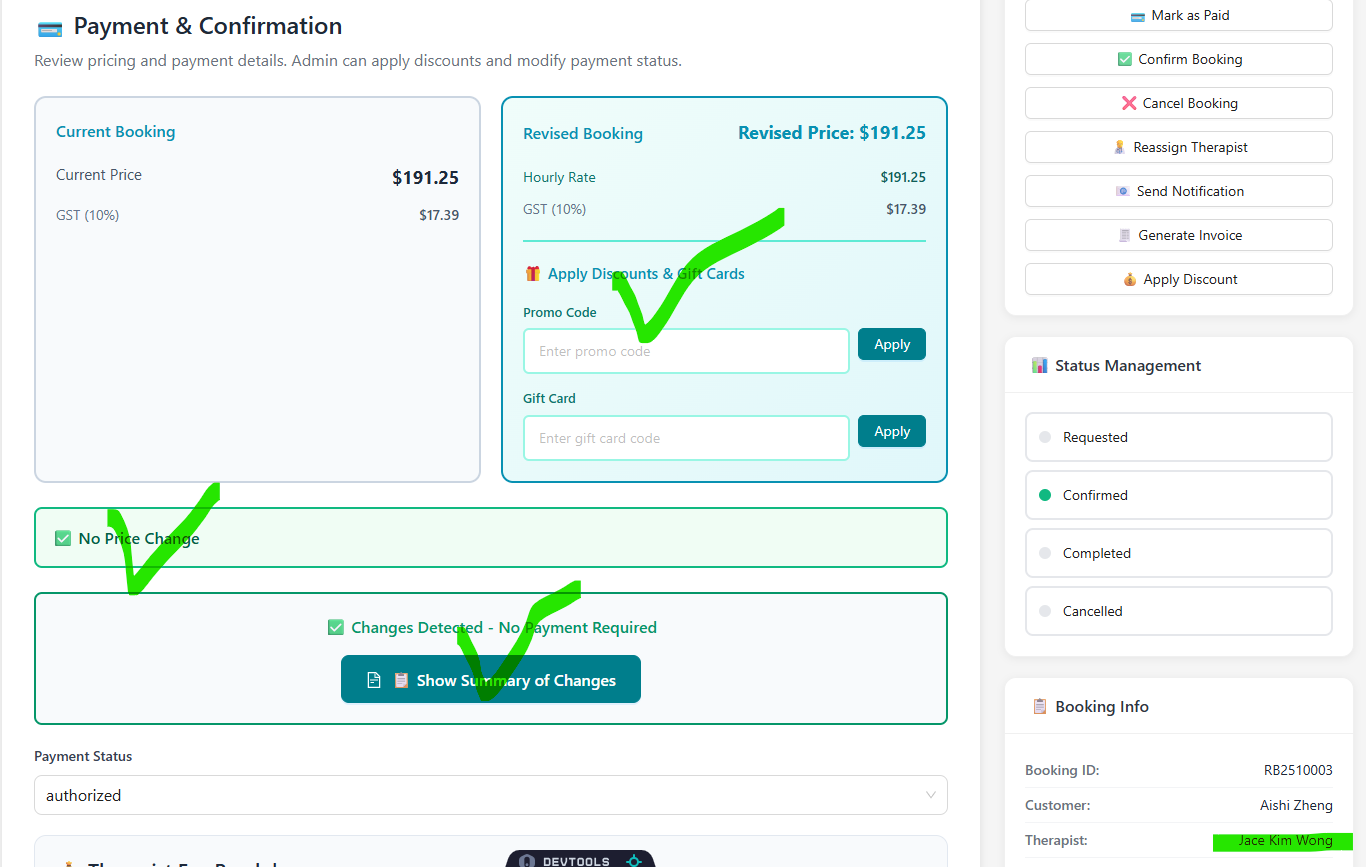 Payment & Confirmation
Review pricing and payment details. Admin can apply discounts and modify payment status.
Current Booking
Current Price $191.25
GST (10%) $17.39
Revised Booking Revised Price: $191.25
Hourly Rate $191.25
GST (10%) $17.39
Apply Discounts & Gift Cards
Promo Code
Enter promo code Apply
Gift Card
Enter gift card code Apply
No Price Change
Changes Detected - No Payment Required
Show Summary of Changes
Payment Status
authorized
DEVTOOLS
Mark as Paid
Confirm Booking
Cancel Booking
Reassign Therapist
Send Notification
Generate Invoice
Apply Discount
Status Management
Requested
Confirmed
Completed
Cancelled
Booking Info
Booking ID: RB2510003
Customer: Aishi Zheng
Therapist: Jace Kim Wong